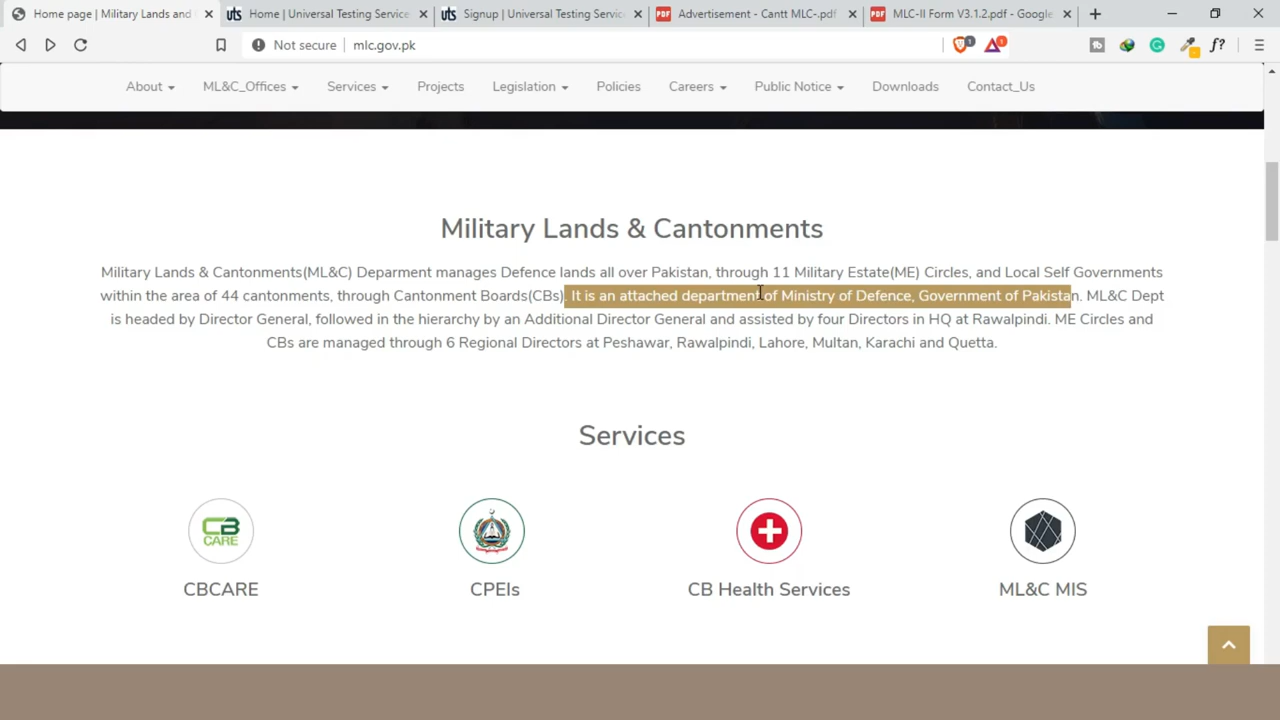 Military Lands and
Home | Universal Testing Service
Signup | Universal Testing Servic
Advertisement - Cantt MLC-.pdf
MLC-II Form V3.1.2.pdf - Google
Not secure
mlc.gov.pk
1
1
f?
About
ML&C_Offices
Services
Projects
Legislation
Policies
Careers
Public Notice
Downloads
Contact_Us
Military Lands & Cantonments
Military Lands & Cantonments(ML&C) Deparment manages Defence lands all over Pakistan, through 11 Military Estate(ME) Circles, and Local Self Governments
within the area of 44 cantonments, through Cantonment Boards(CBs). It is an attached department of Ministry of Defence, Government of Pakistan. ML&C Dept
is headed by Director General, followed in the hierarchy by an Additional Director General and assisted by four Directors in HQ at Rawalpindi. ME Circles and
CBs are managed through 6 Regional Directors at Peshawar, Rawalpindi, Lahore, Multan, Karachi and Quetta.
Services
CB
CARE
CBCARE
CPEIs
CB Health Services
ML&C MIS